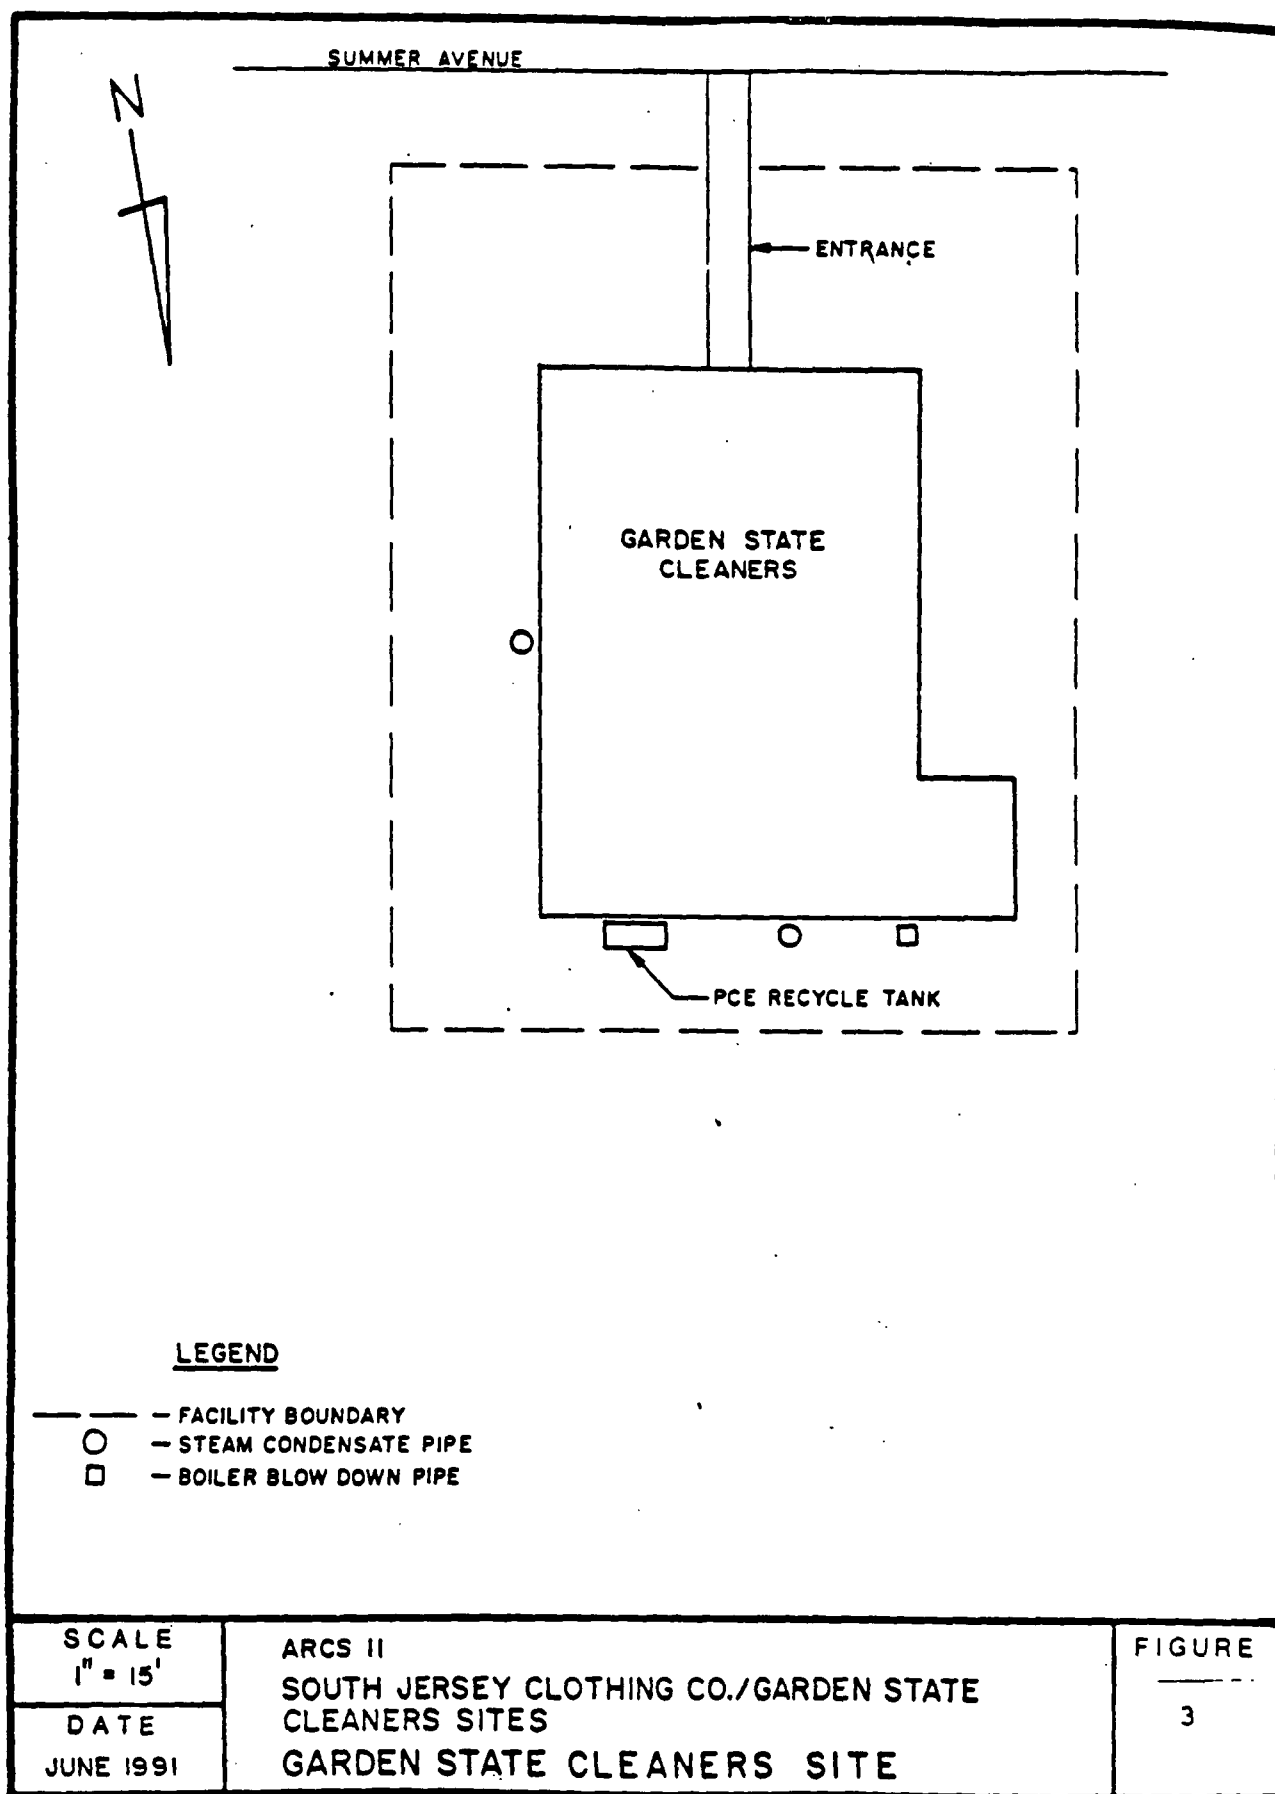 SUMMER AVENUE
N
ENTRANCE
GARDEN STATE
CLEANERS
PCE RECYCLE TANK
LEGEND
— FACILITY BOUNDARY
— STEAM CONDENSATE PIPE
— BOILER BLOW DOWN PIPE
SCALE
1" = 15'
DATE
JUNE 1991
ARCS II
SOUTH JERSEY CLOTHING CO./GARDEN STATE
CLEANERS SITES
GARDEN STATE CLEANERS SITE
FIGURE
3